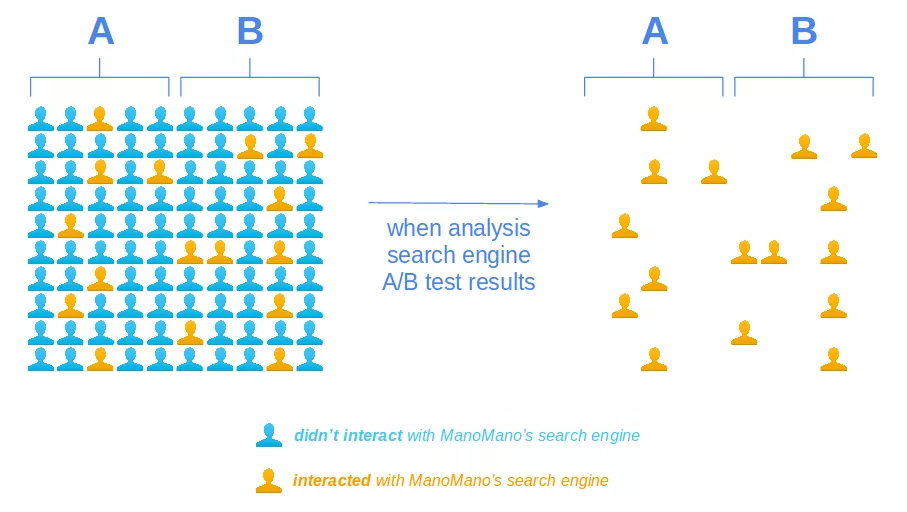 A B A B
when analysis
search engine
A/B test results
didn't interact with ManoMano's search engine
interacted with ManoMano's search engine